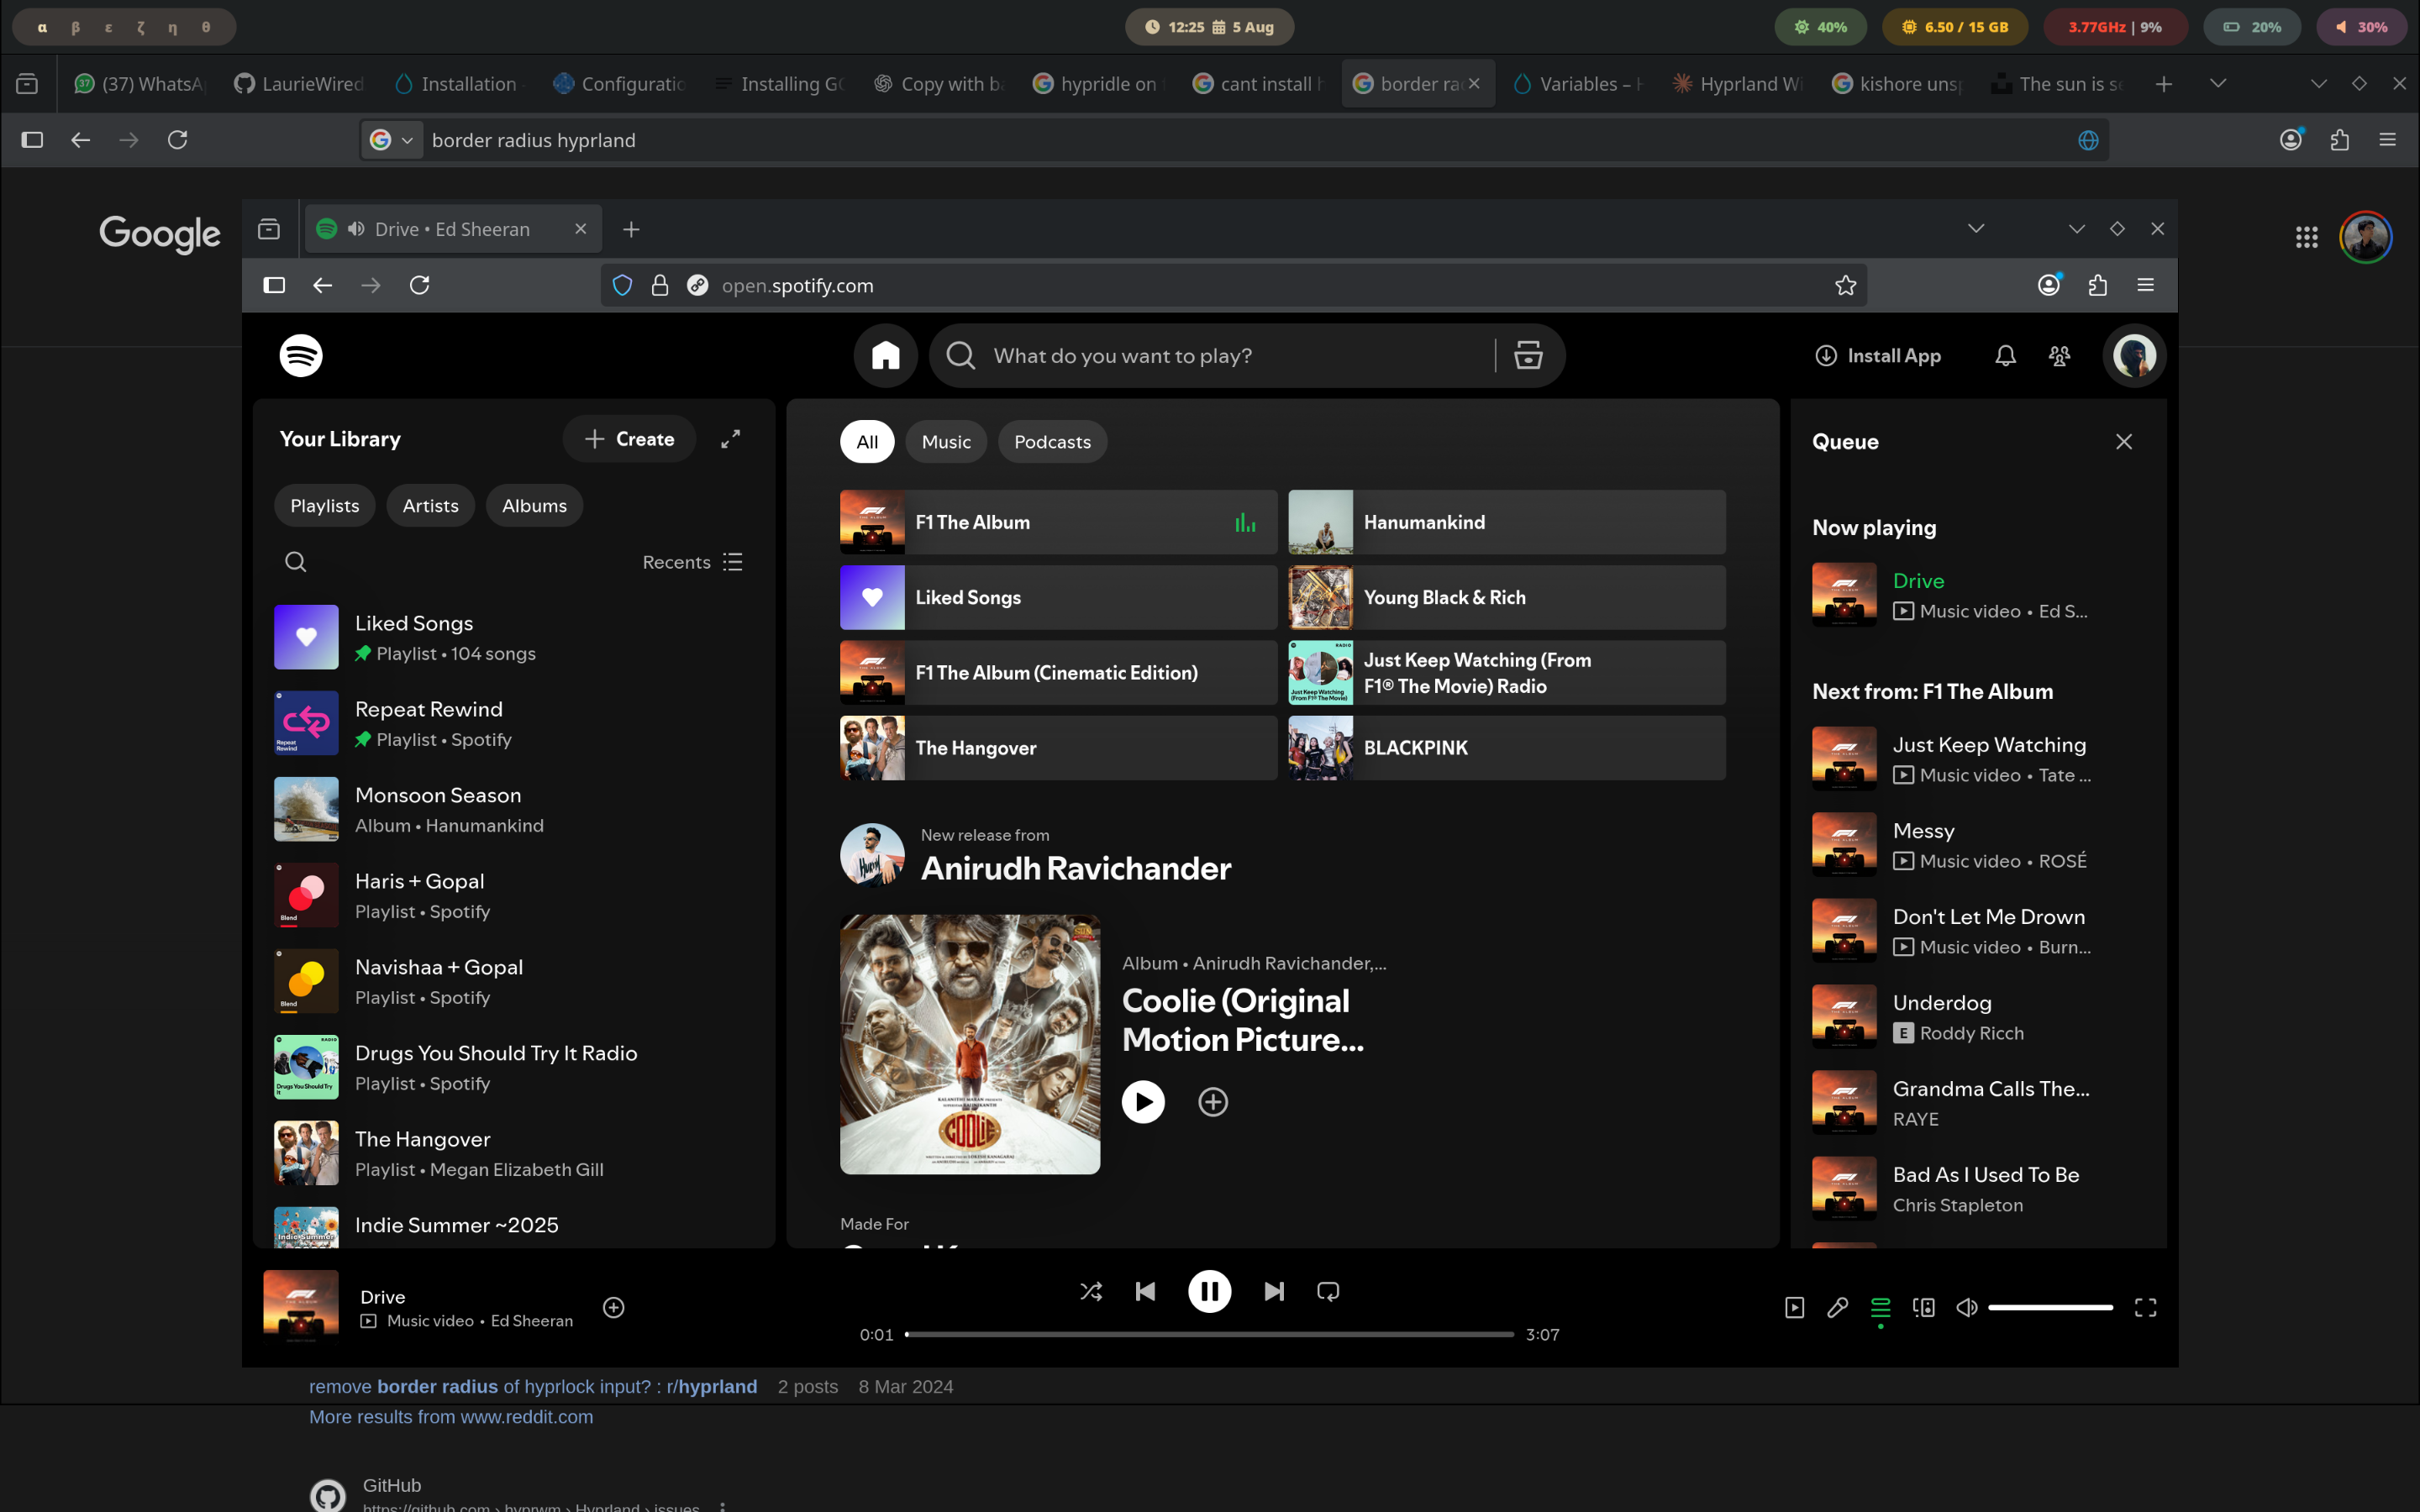 α β ε ζ η θ
12:25 5 Aug
40%
6.50 / 15 GB
3.77GHz | 9%
20%
30%
(37) WhatsA
LaurieWired
Installation
Configuratio
Installing GC
Copy with ba
hypridle on
cant install h
border rad
Variables – H
Hyprland Wi
kishore unsp
The sun is se
border radius hyprland
Google
Drive • Ed Sheeran
open.spotify.com
What do you want to play?
Install App
Your Library
Create
Playlists
Artists
Albums
Recents
Liked Songs
Playlist • 104 songs
Repeat Rewind
Playlist • Spotify
Monsoon Season
Album • Hanumankind
Haris + Gopal
Playlist • Spotify
Navishaa + Gopal
Playlist • Spotify
Drugs You Should Try It Radio
Playlist • Spotify
The Hangover
Playlist • Megan Elizabeth Gill
Indie Summer ~2025
All
Music
Podcasts
F1 The Album
Hanumankind
Liked Songs
Young Black & Rich
F1 The Album (Cinematic Edition)
Just Keep Watching (From
F1® The Movie) Radio
The Hangover
BLACKPINK
New release from
Anirudh Ravichander
COOLIE
Album • Anirudh Ravichander,...
Coolie (Original
Motion Picture...
Made For
Queue
Now playing
Drive
Music video • Ed S...
Next from: F1 The Album
Just Keep Watching
Music video • Tate ...
Messy
Music video • ROSÉ
Don't Let Me Drown
Music video • Burn...
Underdog
E Roddy Ricch
Grandma Calls The...
RAYE
Bad As I Used To Be
Chris Stapleton
Drive
Music video • Ed Sheeran
0:01
3:07
remove border radius of hyprlock input? : r/hyprland 2 posts 8 Mar 2024
More results from www.reddit.com
GitHub
https://github.com › hyprwm › Hyprland › issues